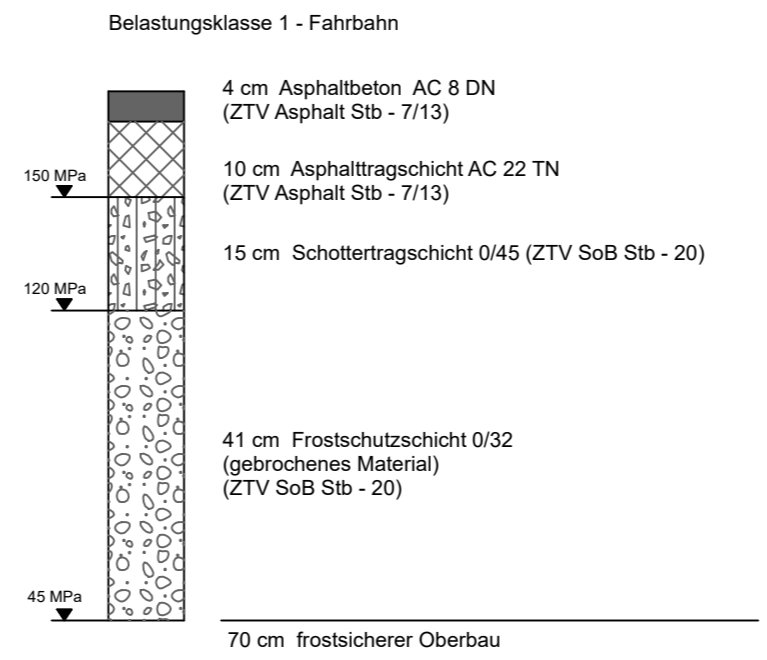 Belastungsklasse 1 - Fahrbahn
4 cm Asphaltbeton AC 8 DN
(ZTV Asphalt Stb - 7/13)
10 cm Asphalttragschicht AC 22 TN
(ZTV Asphalt Stb - 7/13)
150 MPa
15 cm Schottertragschicht 0/45 (ZTV SoB Stb - 20)
120 MPa
41 cm Frostschutzschicht 0/32
(gebrochenes Material)
(ZTV SoB Stb - 20)
45 MPa
70 cm frostsicherer Oberbau